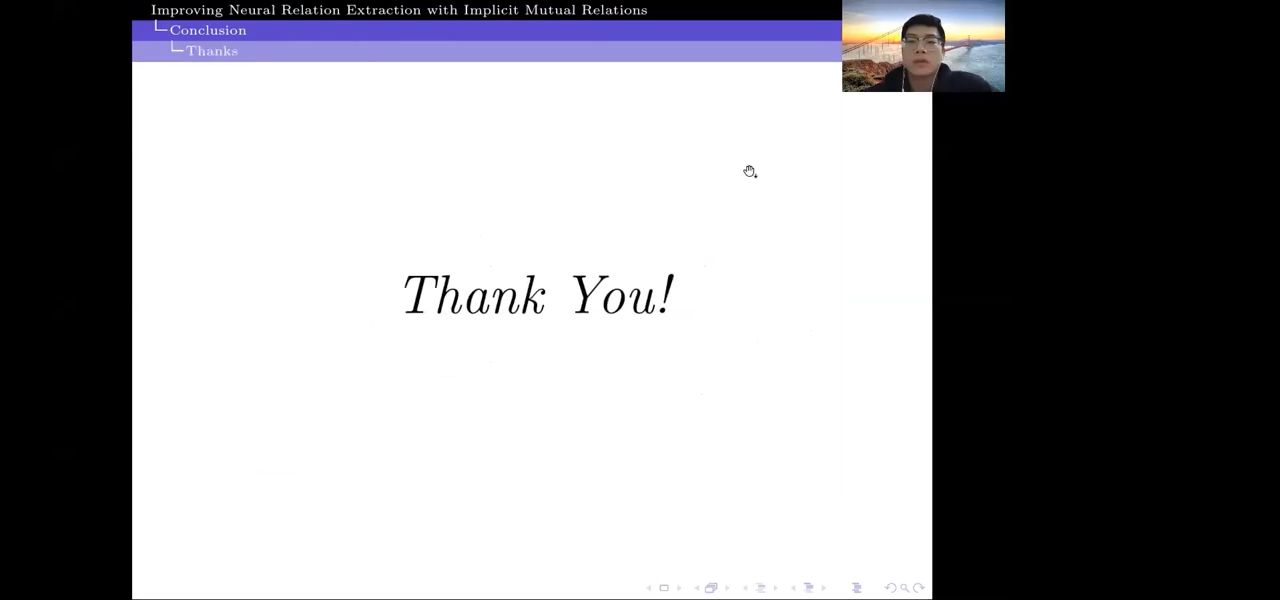 Improving Neural Relation Extraction with Implicit Mutual Relations
Conclusion
Thanks
Thank You!